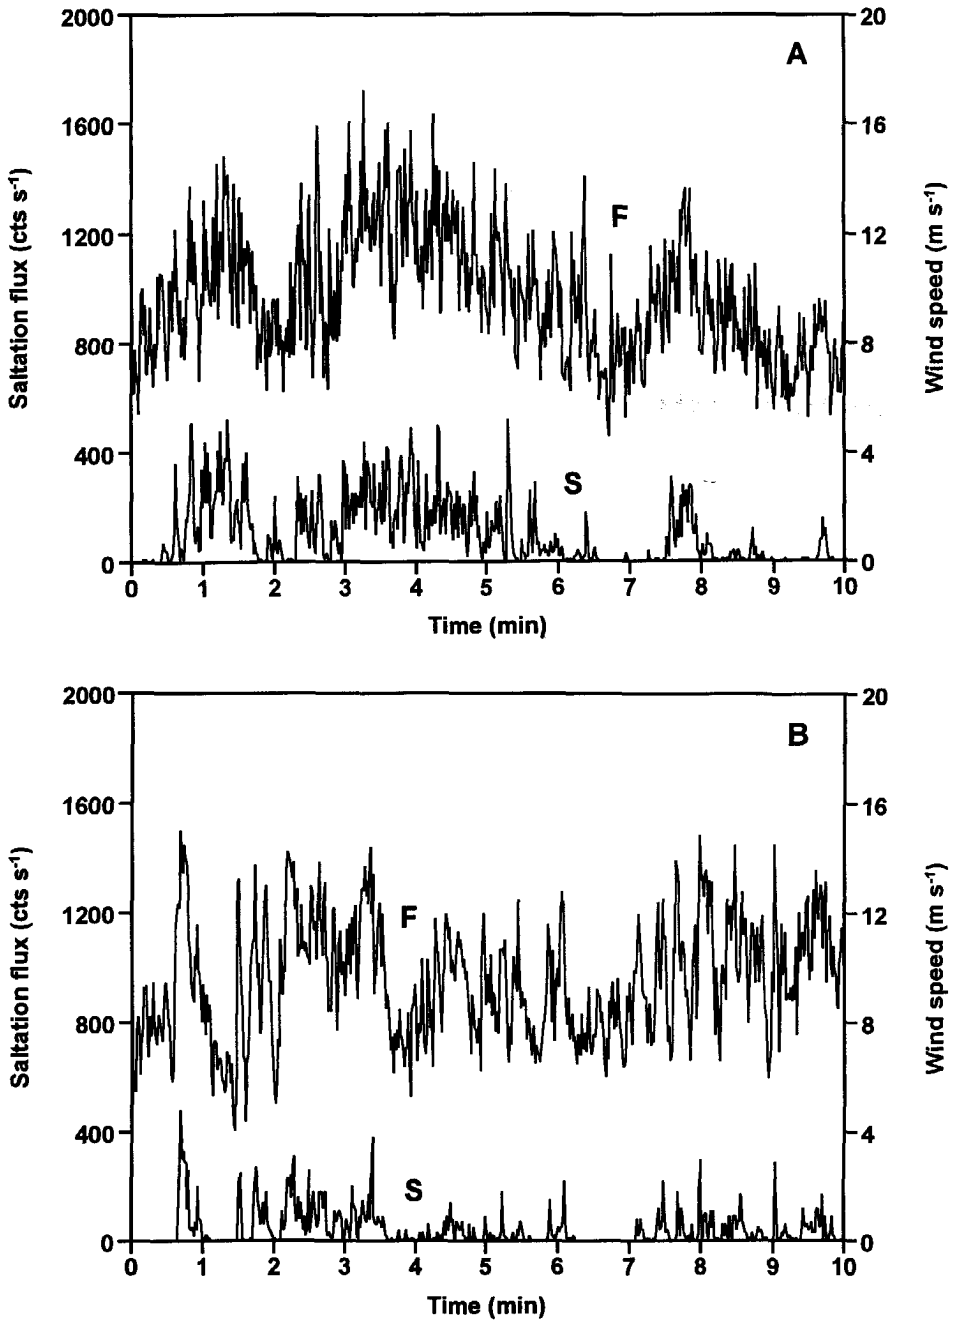 2000
20
A
1600
16
F
1200
12
Saltation flux (cts s⁻¹)
Wind speed (m s⁻¹)
800
8
400
4
S
0
0
0 1 2 3 4 5 6 7 8 9 10
Time (min)
2000
20
B
1600
16
F
1200
12
Saltation flux (cts s⁻¹)
Wind speed (m s⁻¹)
800
8
400
4
S
0
0
0 1 2 3 4 5 6 7 8 9 10
Time (min)